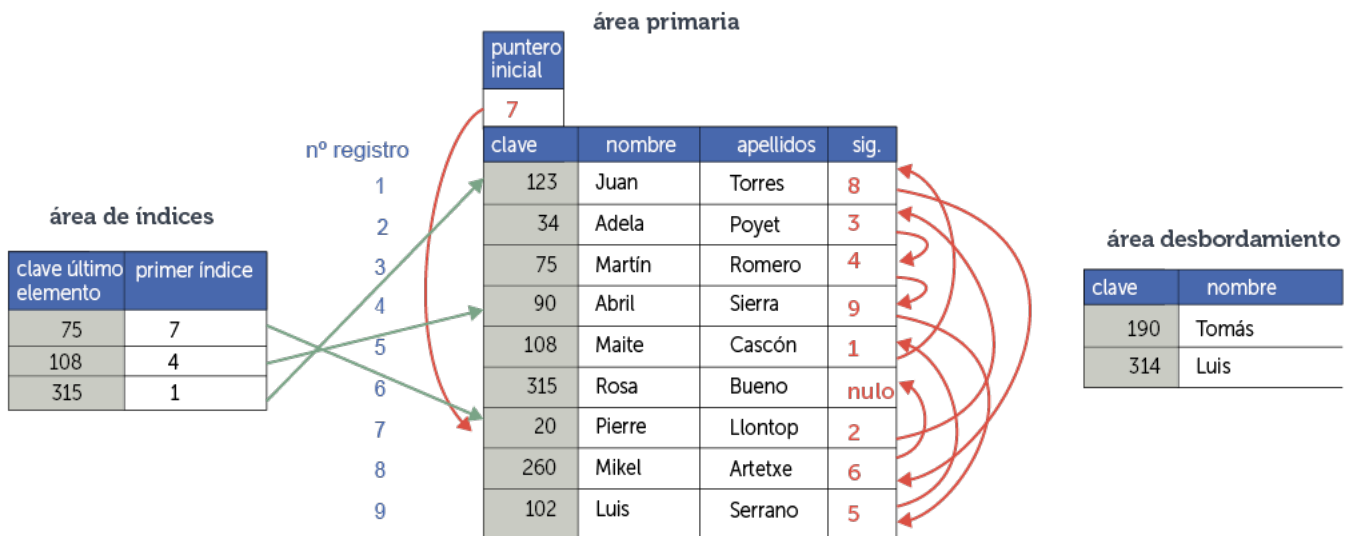 área primaria
puntero
inicial
7
nº registro
clave nombre apellidos sig.
1 123 Juan Torres 8
2 34 Adela Poyet 3
3 75 Martín Romero 4
4 90 Abril Sierra 9
5 108 Maite Cascón 1
6 315 Rosa Bueno nulo
7 20 Pierre Llontop 2
8 260 Mikel Artetxe 6
9 102 Luis Serrano 5
área de índices
clave último primer índice
elemento
75 7
108 4
315 1
área desbordamiento
clave nombre
190 Tomás
314 Luis